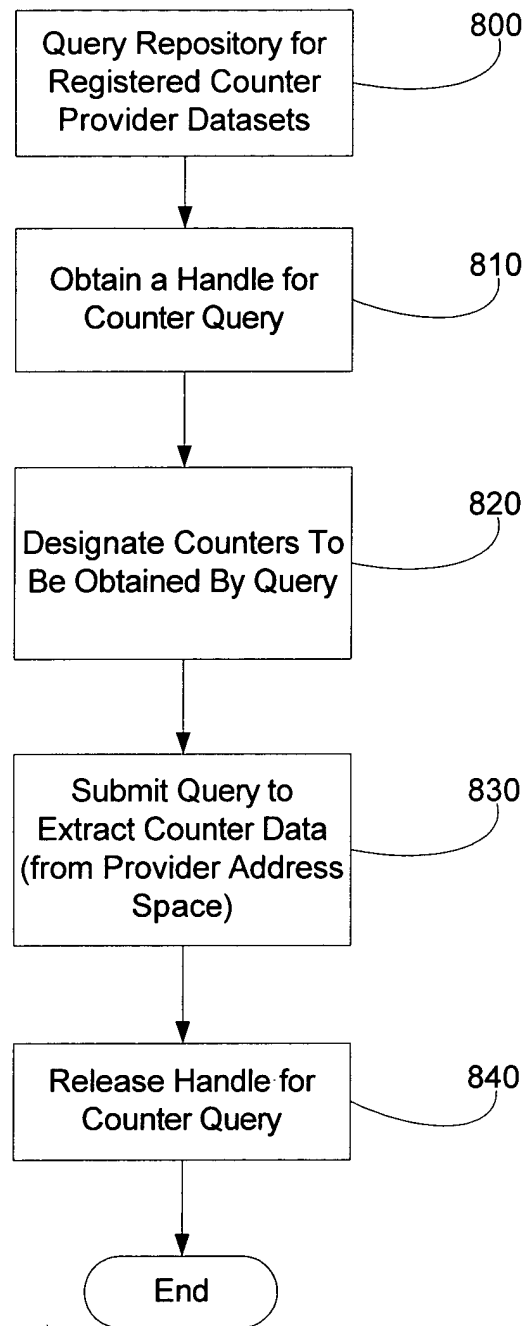 800
Query Repository for
Registered Counter
Provider Datasets
810
Obtain a Handle for
Counter Query
820
Designate Counters To
Be Obtained By Query
830
Submit Query to
Extract Counter Data
(from Provider Address
Space)
840
Release Handle for
Counter Query
End